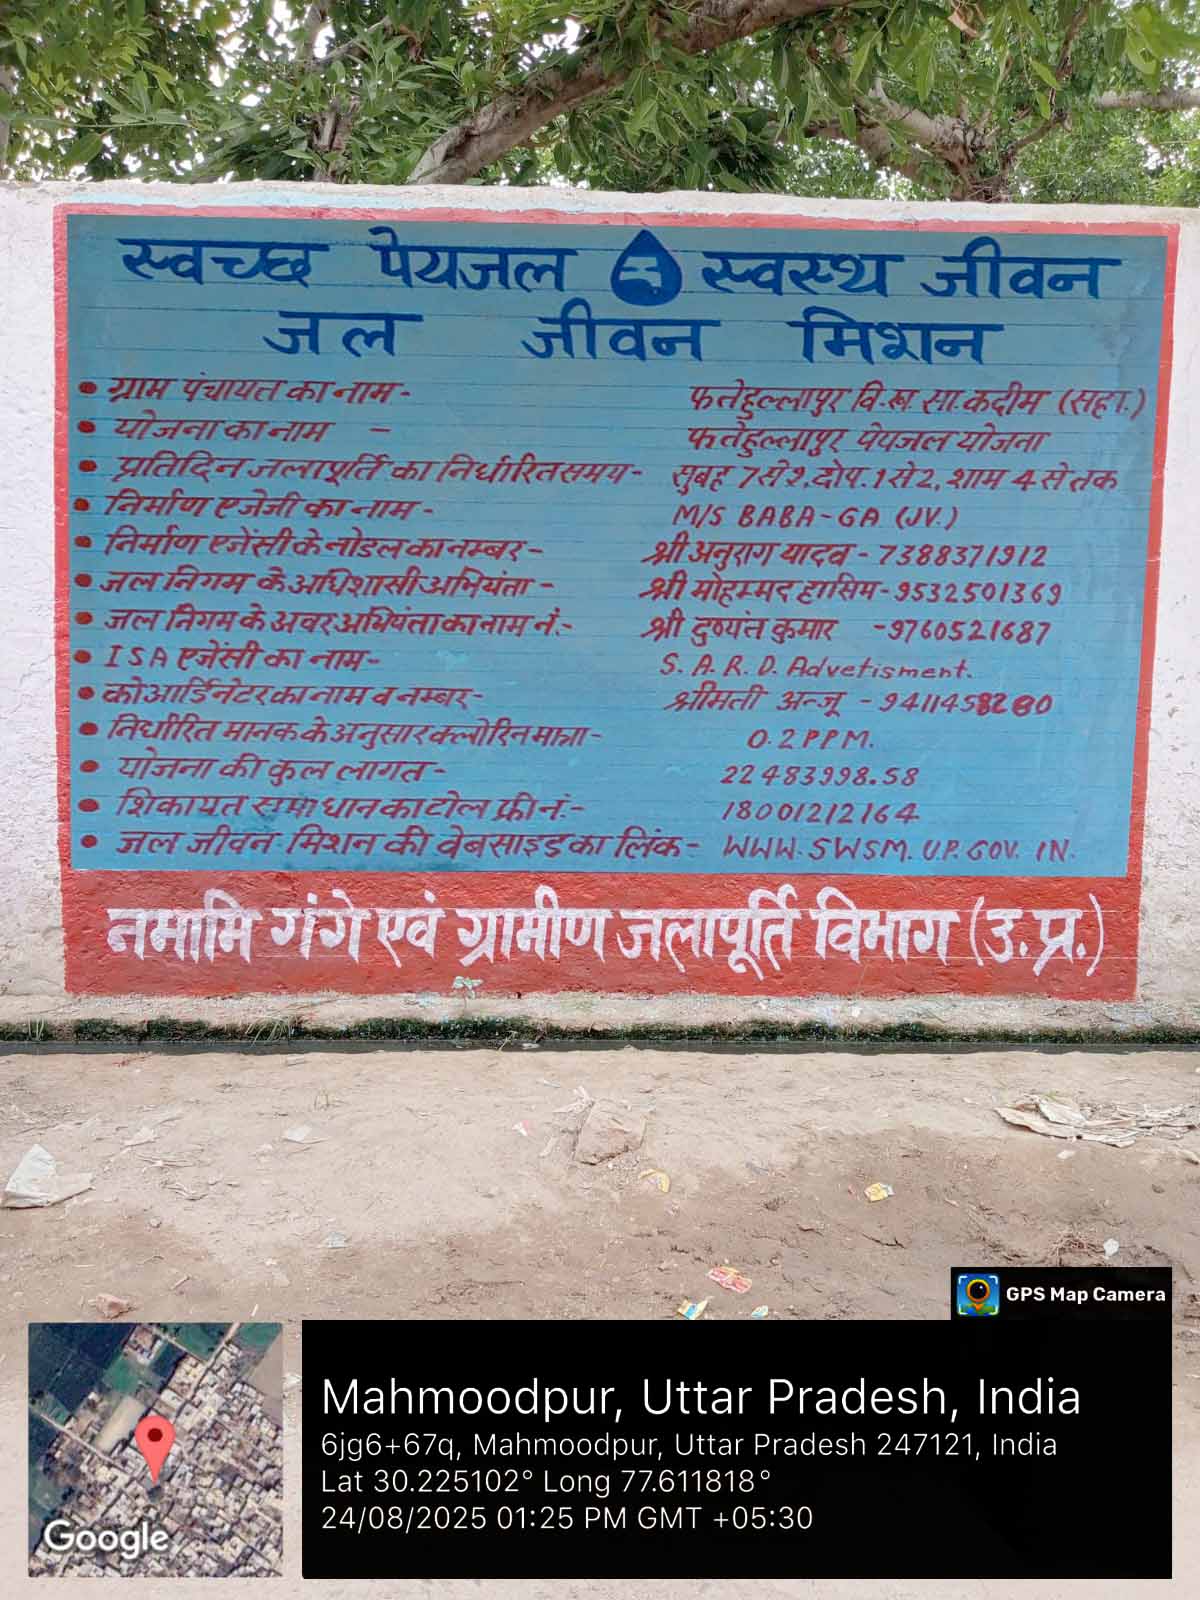 स्वच्छ पेयजल स्वस्थ जीवन
जल जीवन मिशन
• ग्राम पंचायत का नाम - फतेहुल्लापुर वि.ख. सा.कदीम (सहा.)
• योजना का नाम - फतेहुल्लापुर पेयजल योजना
• प्रतिदिन जलापूर्ति का निर्धारित समय - सुबह 7 से 9, दोप. 1 से 2, शाम 4 से तक
• निर्माण एजेंजी का नाम - M/S BABA-GA (JV.)
• निर्माण एजेंसी के नोडल का नम्बर - श्री अनुराग यादव - 7388371912
• जल निगम के अधिशासी अभियंता - श्री मोहम्मद हासिम - 9532501369
• जल निगम के अवर अभियंता का नाम नं.- श्री दुष्यंत कुमार - 9760521687
• ISA एजेंसी का नाम - S. A. R. D. Advetisment.
• कोआर्डिनेटर का नाम व नम्बर - श्रीमती अन्जू - 9411458280
• निर्धारित मानक के अनुसार क्लोरिन मात्रा - 0.2 PPM.
• योजना की कुल लागत - 22483998.58
• शिकायत समाधान का टोल फ्री नं.- 18001212164
• जल जीवन मिशन की वेबसाइड का लिंक - WWW. SWSM. U.P. GOV. IN.
नमामि गंगे एवं ग्रामीण जलापूर्ति विभाग (उ.प्र.)
GPS Map Camera
Mahmoodpur, Uttar Pradesh, India
6jg6+67q, Mahmoodpur, Uttar Pradesh 247121, India
Lat 30.225102° Long 77.611818°
24/08/2025 01:25 PM GMT +05:30
Google